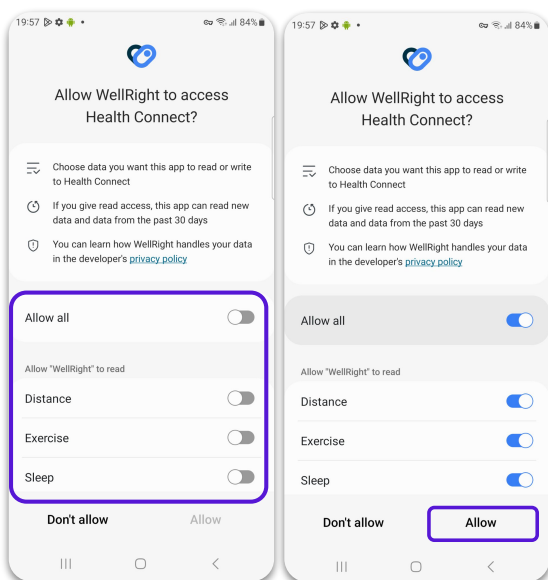 19:57
84%
Allow WellRight to access
Health Connect?
Choose data you want this app to read or write
to Health Connect
If you give read access, this app can read new
data and data from the past 30 days
You can learn how WellRight handles your data
in the developer's privacy policy
Allow all
Allow "WellRight" to read
Distance
Exercise
Sleep
Don't allow
Allow
19:57
84%
Allow WellRight to access
Health Connect?
Choose data you want this app to read or write
to Health Connect
If you give read access, this app can read new
data and data from the past 30 days
You can learn how WellRight handles your data
in the developer's privacy policy
Allow all
Allow "WellRight" to read
Distance
Exercise
Sleep
Don't allow
Allow